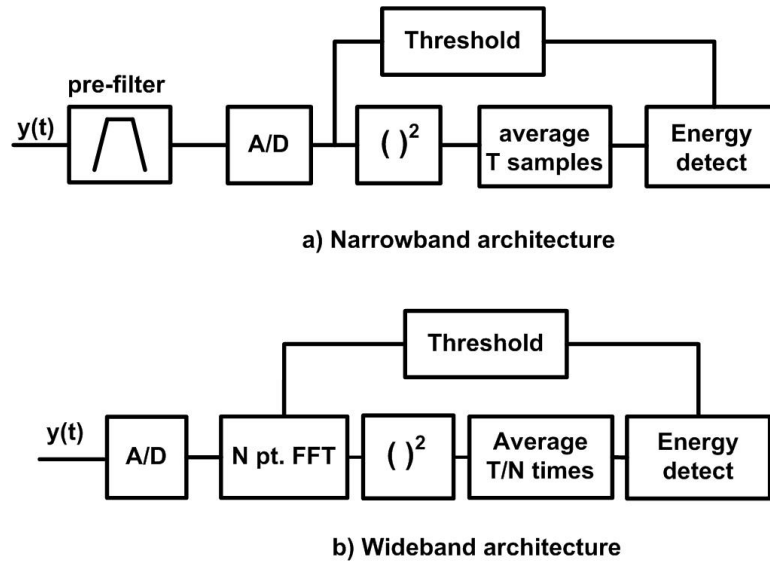 Threshold
pre-filter
y(t)
A/D
( )²
average
T samples
Energy
detect
a) Narrowband architecture
Threshold
y(t)
A/D
N pt. FFT
( )²
Average
T/N times
Energy
detect
b) Wideband architecture